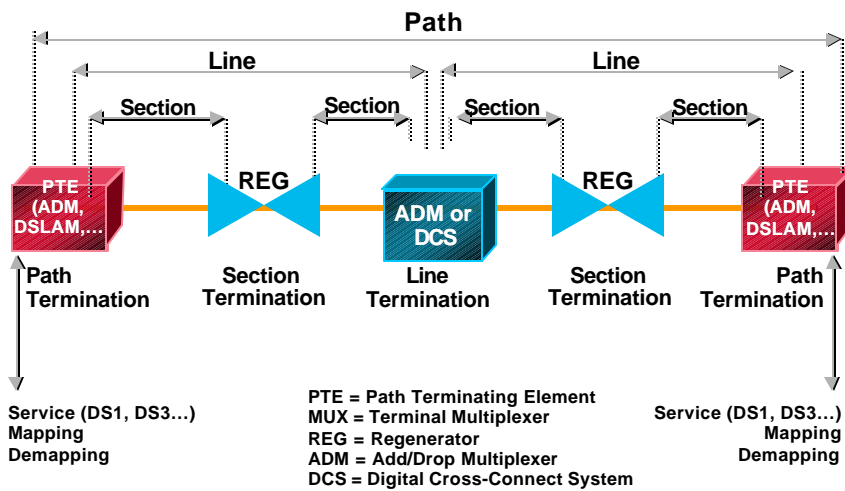 Path
Line
Line
Section
Section
Section
Section
REG
REG
PTE
(ADM,
DSLAM,...
ADM or
DCS
PTE
(ADM,
DSLAM,...
Path
Termination
Section
Termination
Line
Termination
Section
Termination
Path
Termination
Service (DS1, DS3...)
Mapping
Demapping
PTE = Path Terminating Element
MUX = Terminal Multiplexer
REG = Regenerator
ADM = Add/Drop Multiplexer
DCS = Digital Cross-Connect System
Service (DS1, DS3...)
Mapping
Demapping